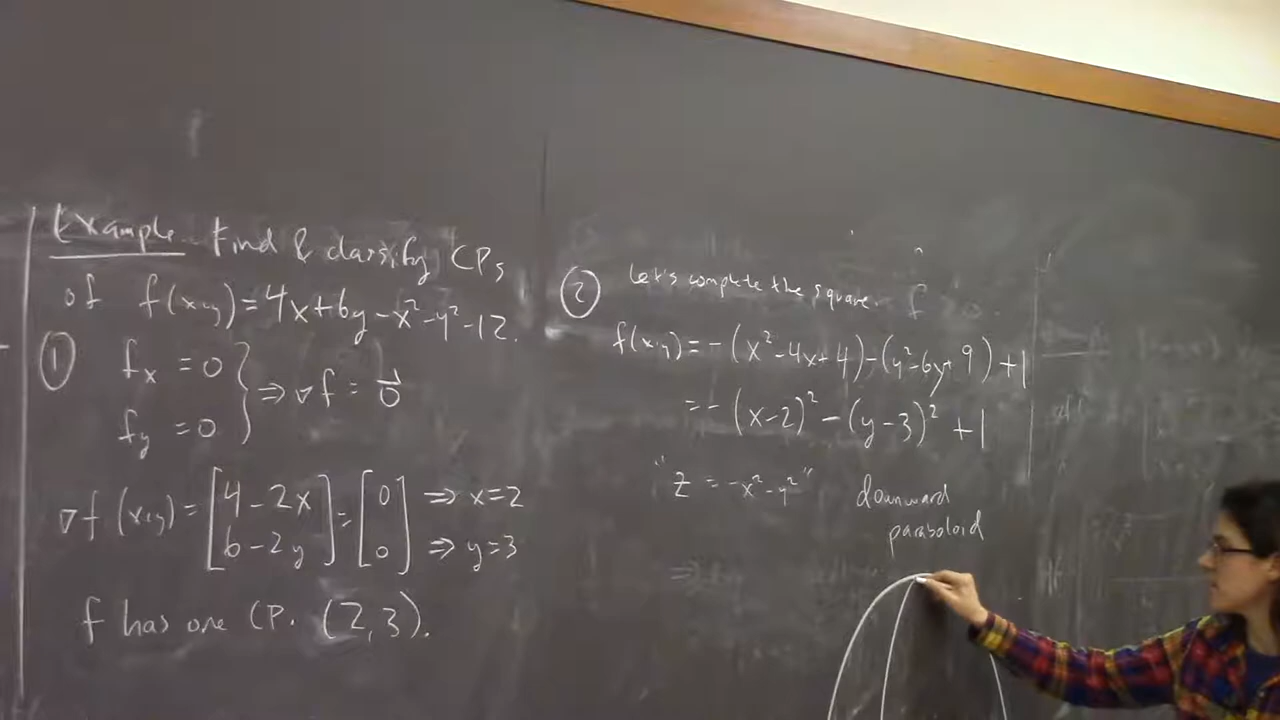 Example. Find & classify CPs
of f(x,y)=4x+6y-x²-y²-12.
① fx = 0
fy = 0 } ⇒ ∇f = 0⃗
∇f(x,y) = [4-2x
6-2y] = [0
0] ⇒ x=2
⇒ y=3
f has one CP. (2,3).
② Let's complete the square.
f(x,y) = -(x²-4x+4)-(y²-6y+9)+1
= -(x-2)²-(y-3)²+1
"z = -x²-y²"
downward
paraboloid